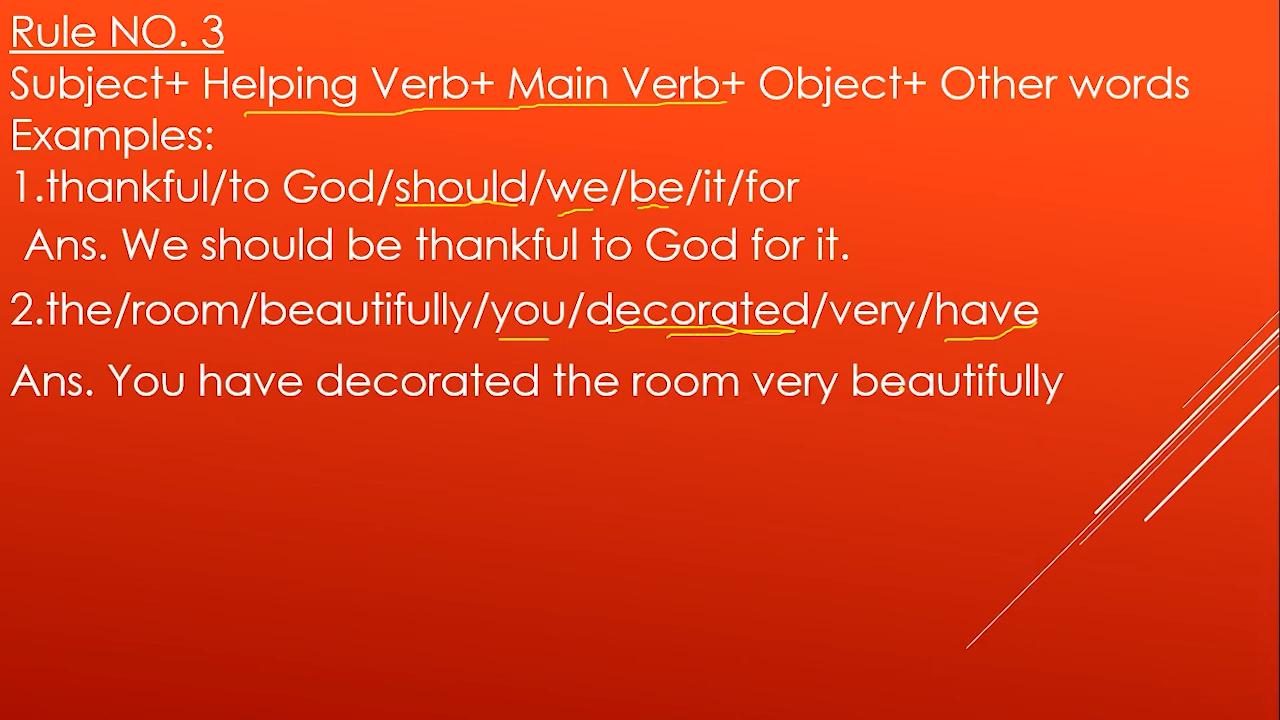 Rule NO. 3
Subject+ Helping Verb+ Main Verb+ Object+ Other words
Examples:
1.thankful/to God/should/we/be/it/for
Ans. We should be thankful to God for it.
2.the/room/beautifully/you/decorated/very/have
Ans. You have decorated the room very beautifully